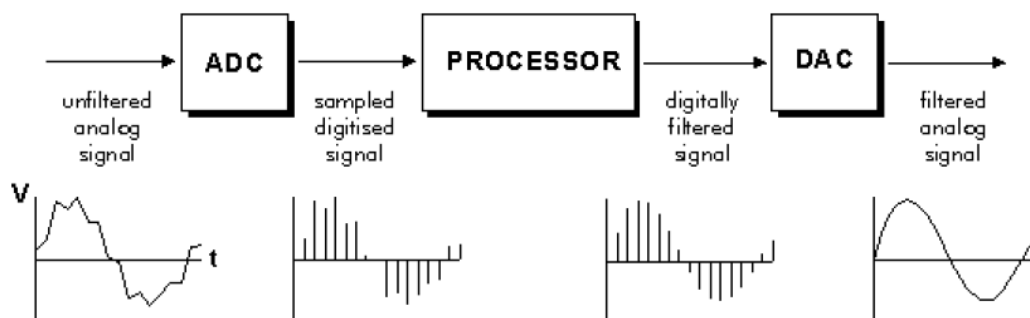 ADC
PROCESSOR
DAC
unfiltered
analog
signal
sampled
digitised
signal
digitally
filtered
signal
filtered
analog
signal
V
t